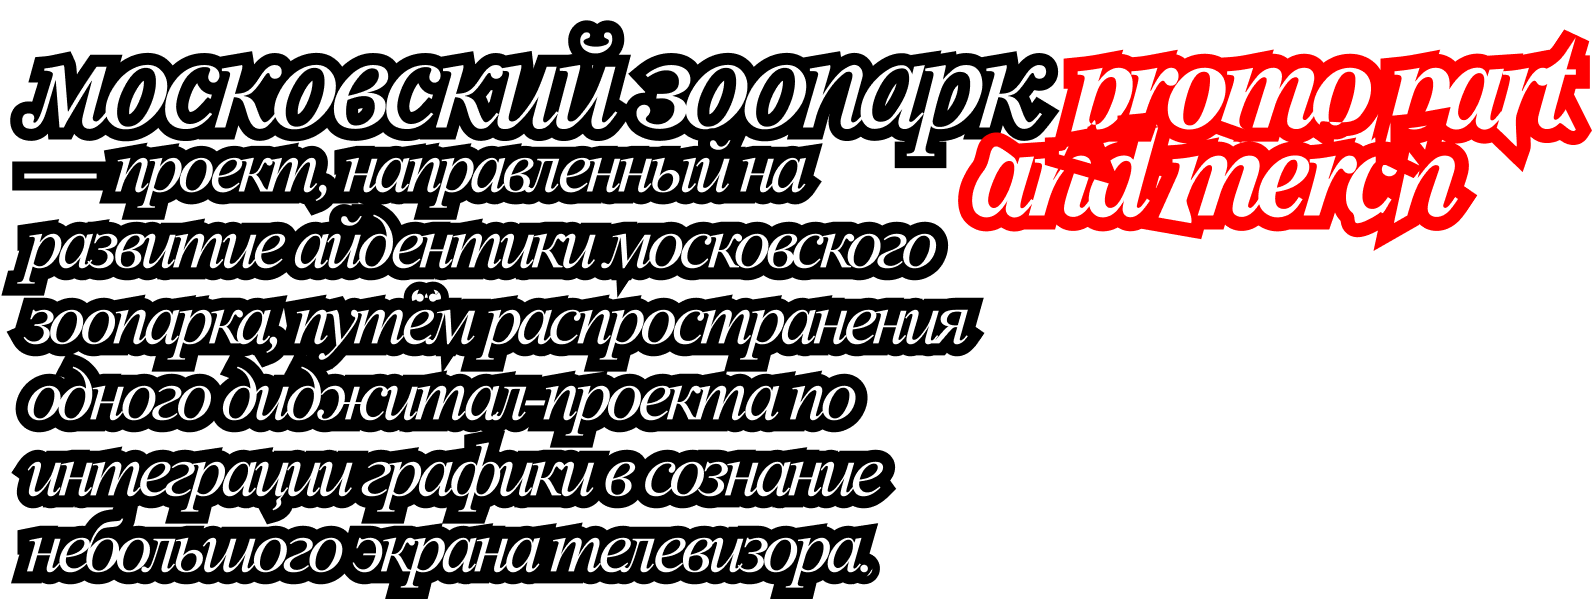 московский зоопарк promo part
and merch
— проект, направленный на
развитие айдентики московского
зоопарка, путём распространения
одного диджитал-проекта по
интеграции графики в сознание
небольшого экрана телевизора.